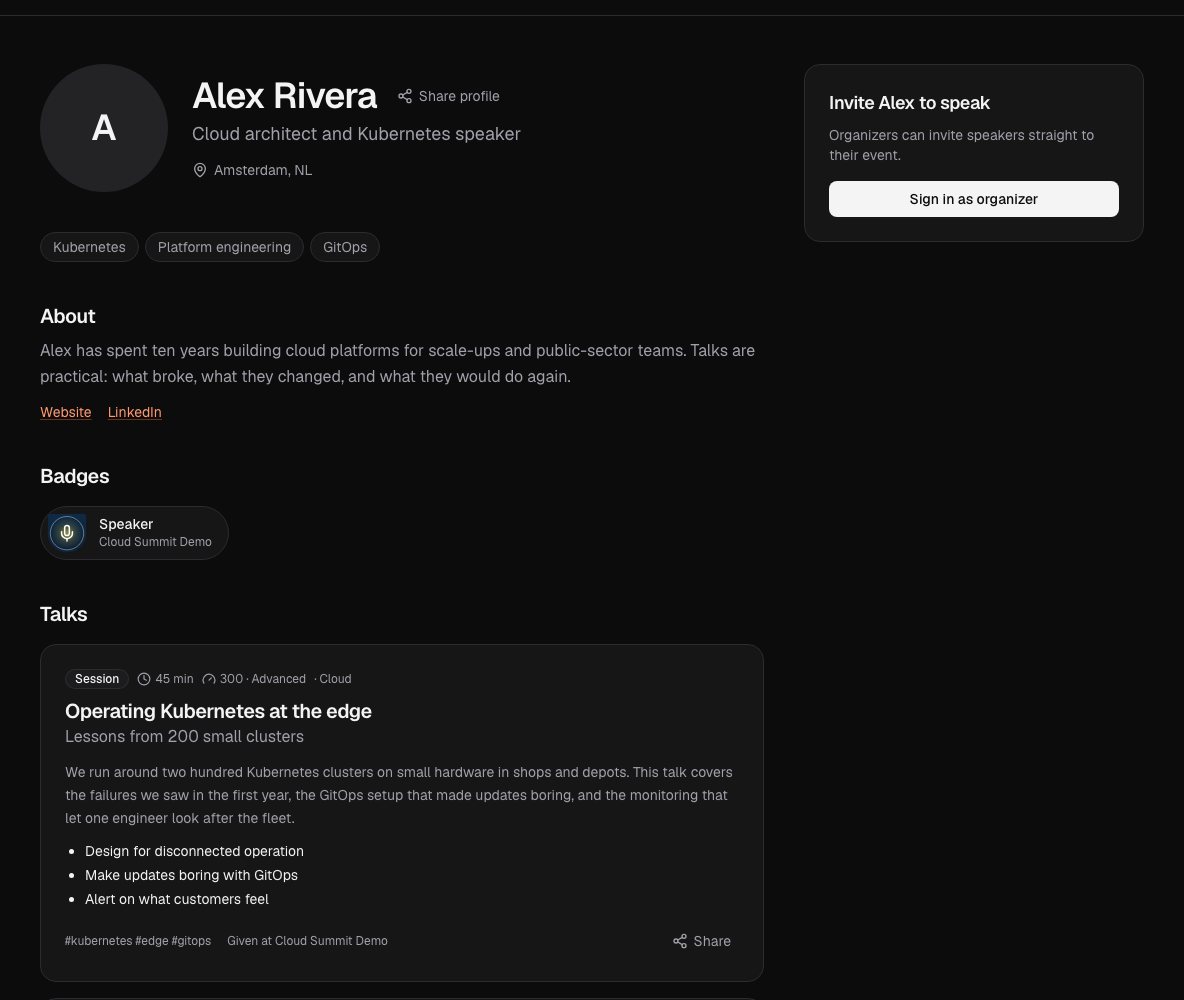 A
Alex Rivera
Share profile
Cloud architect and Kubernetes speaker
Amsterdam, NL
Kubernetes
Platform engineering
GitOps
Invite Alex to speak
Organizers can invite speakers straight to
their event.
Sign in as organizer
About
Alex has spent ten years building cloud platforms for scale-ups and public-sector teams. Talks are
practical: what broke, what they changed, and what they would do again.
Website LinkedIn
Badges
Speaker
Cloud Summit Demo
Talks
Session 45 min 300 · Advanced · Cloud
Operating Kubernetes at the edge
Lessons from 200 small clusters
We run around two hundred Kubernetes clusters on small hardware in shops and depots. This talk covers
the failures we saw in the first year, the GitOps setup that made updates boring, and the monitoring that
let one engineer look after the fleet.
• Design for disconnected operation
• Make updates boring with GitOps
• Alert on what customers feel
#kubernetes #edge #gitops Given at Cloud Summit Demo Share